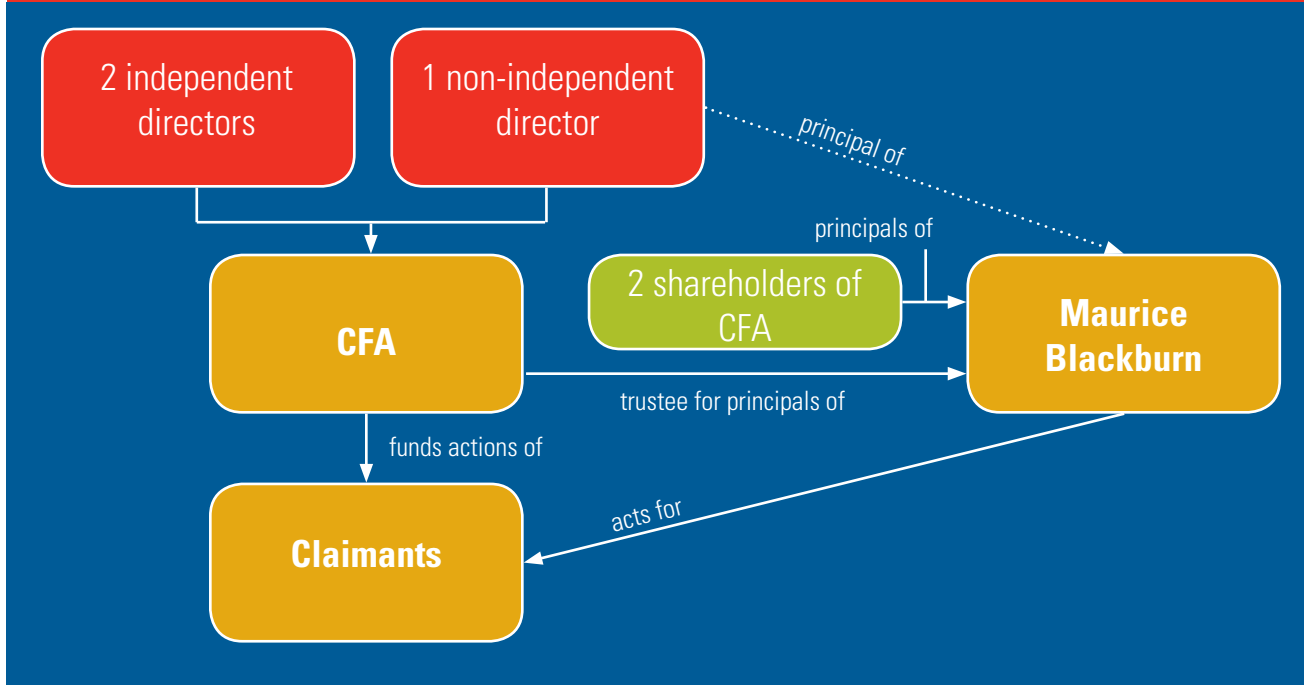 2 independent
directors
1 non-independent
director
principal of
principals of
2 shareholders of
CFA
Maurice
Blackburn
CFA
trustee for principals of
funds actions of
acts for
Claimants